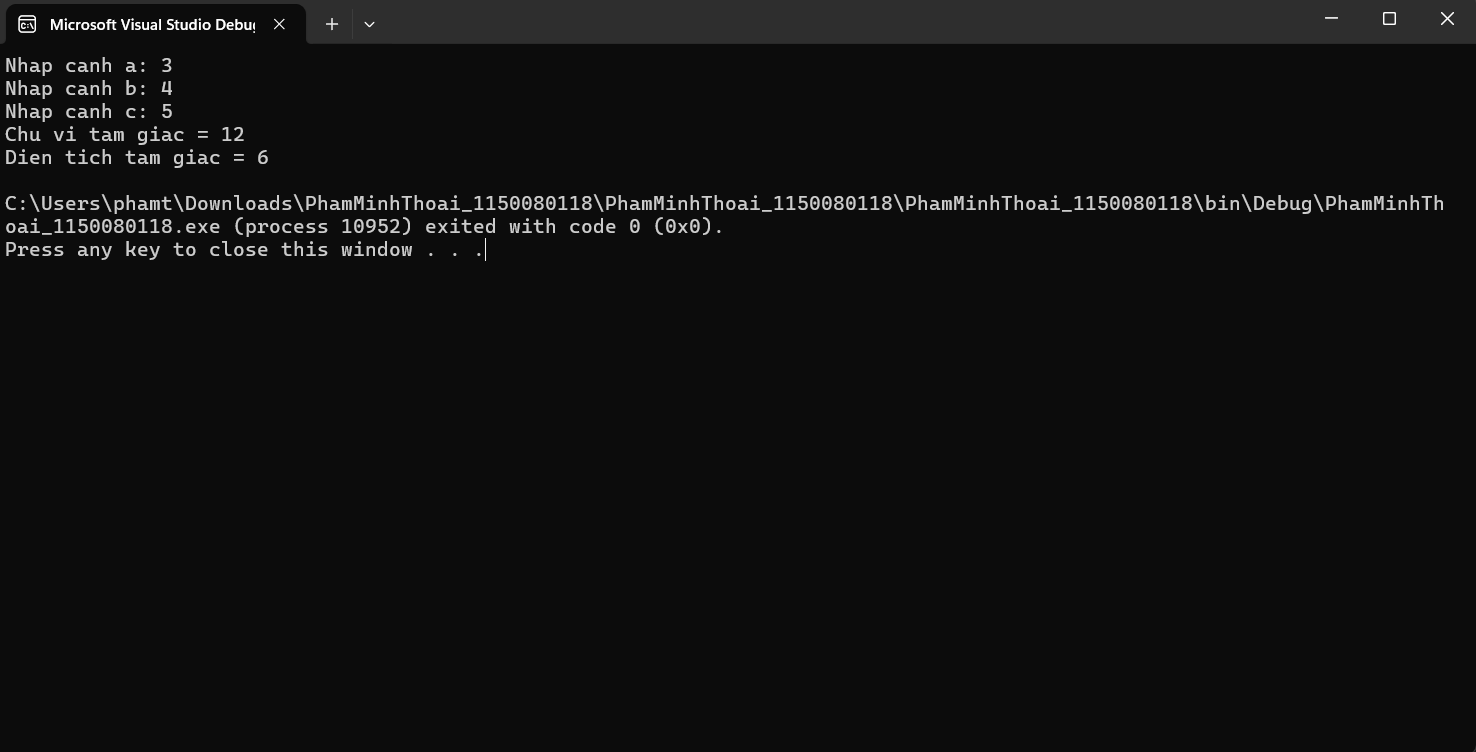 Microsoft Visual Studio Debu
Nhap canh a: 3
Nhap canh b: 4
Nhap canh c: 5
Chu vi tam giac = 12
Dien tich tam giac = 6
C:\Users\phamt\Downloads\PhamMinhThoai_1150080118\PhamMinhThoai_1150080118\PhamMinhThoai_1150080118\bin\Debug\PhamMinhTh
oai_1150080118.exe (process 10952) exited with code 0 (0x0).
Press any key to close this window . . .